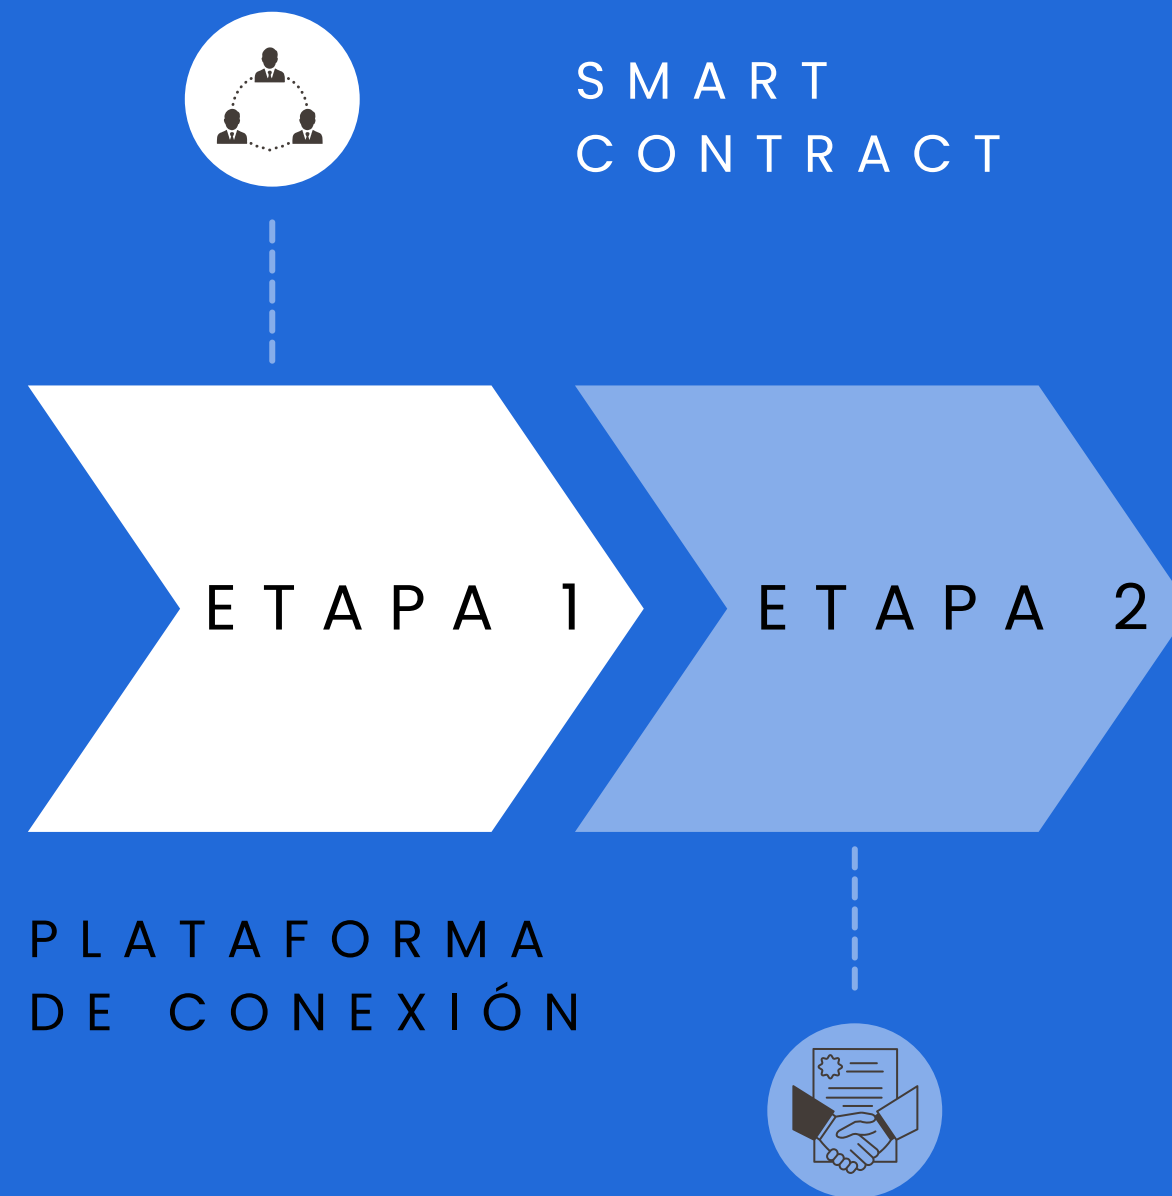 SMART
CONTRACT
ETAPA 1
ETAPA 2
PLATAFORMA
DE CONEXIÓN